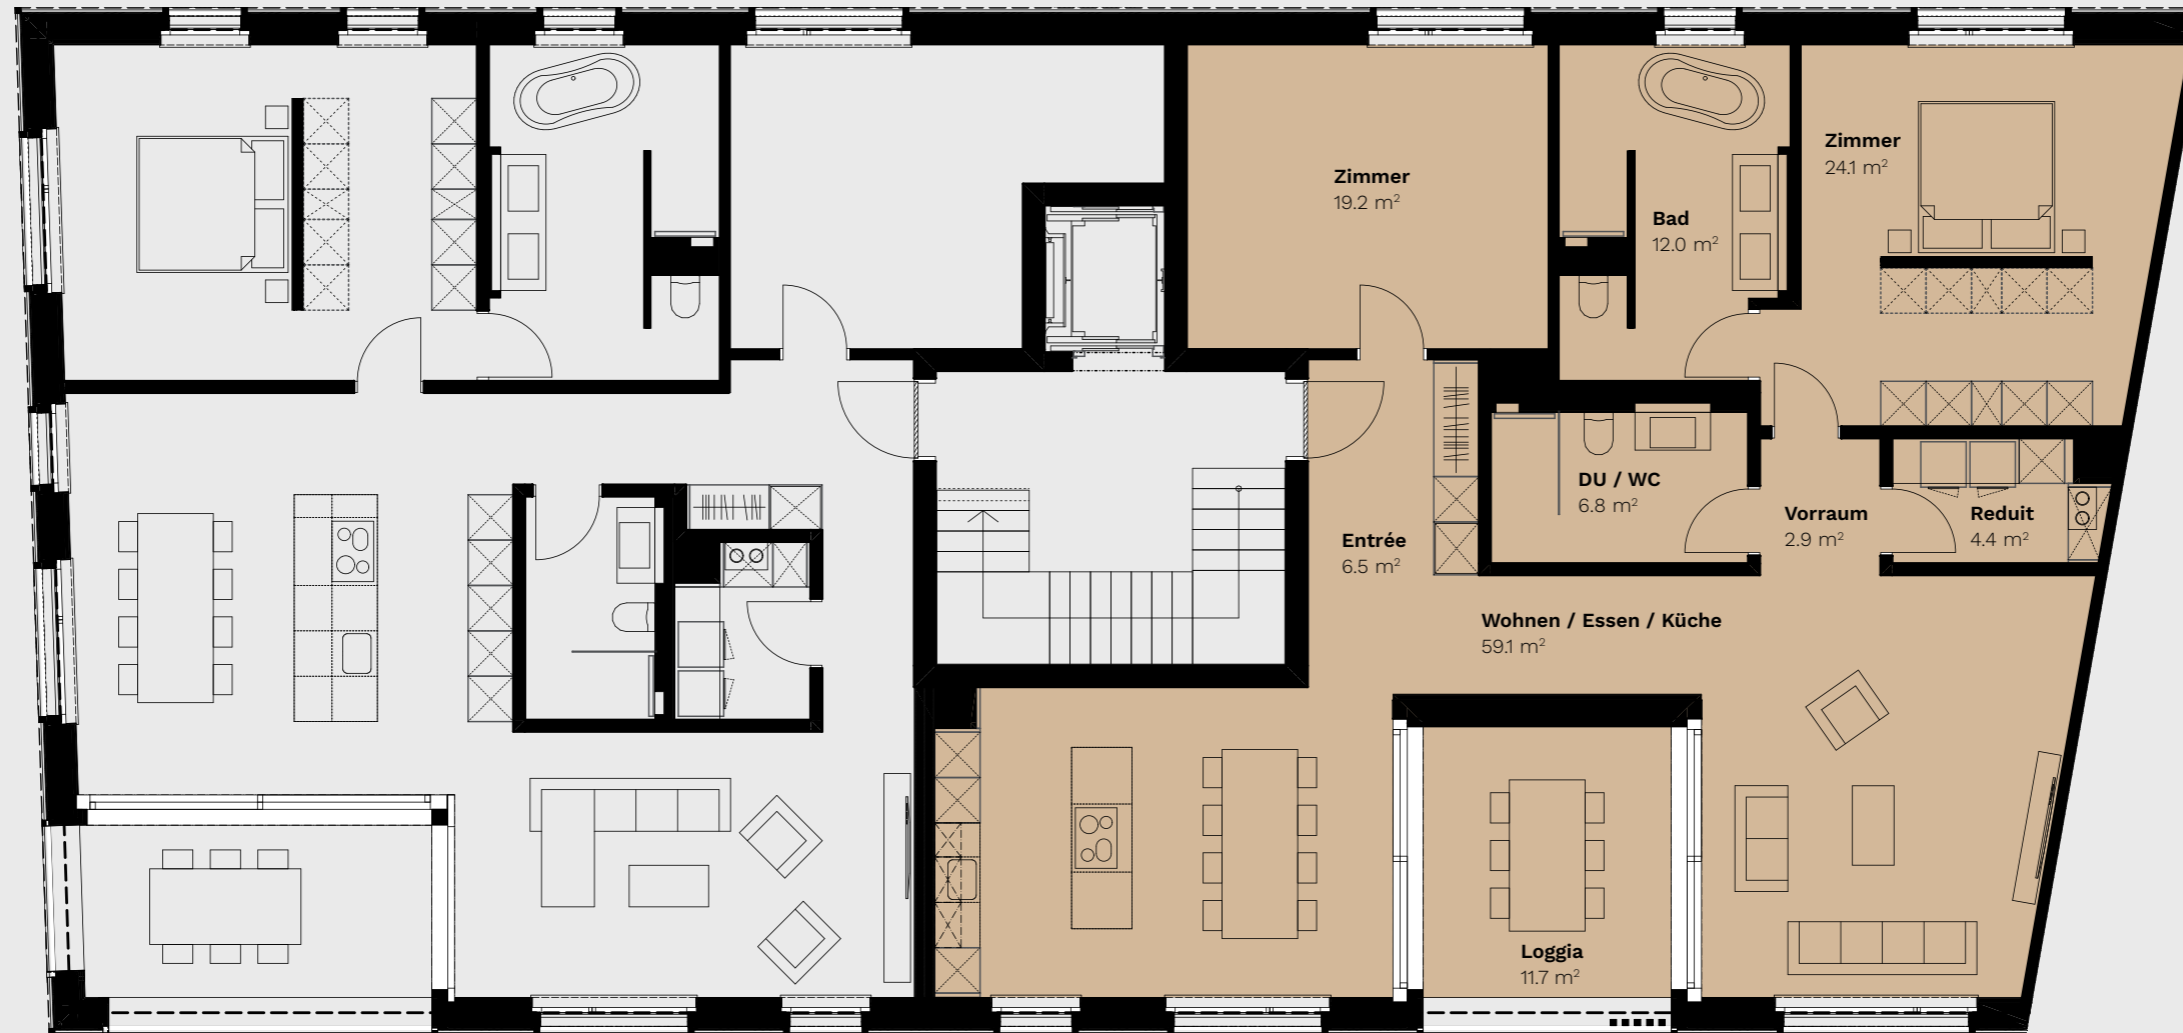 Zimmer
24.1 m²
Zimmer
19.2 m²
Bad
12.0 m²
DU / WC
6.8 m²
Vorraum
2.9 m²
Reduit
4.4 m²
Entrée
6.5 m²
Wohnen / Essen / Küche
59.1 m²
Loggia
11.7 m²